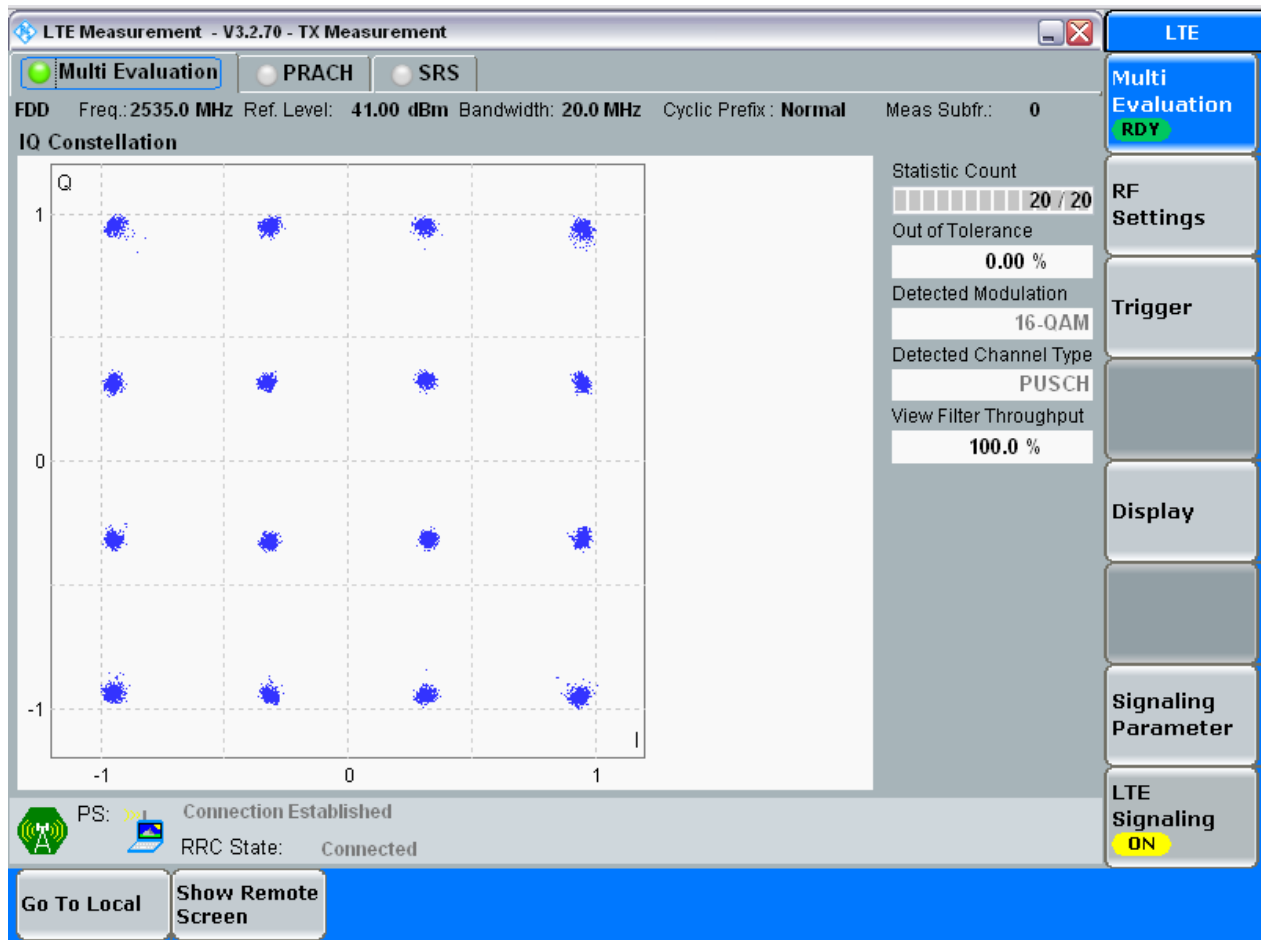 LTE Measurement - V3.2.70 - TX Measurement
LTE
Multi Evaluation PRACH SRS
FDD Freq.: 2535.0 MHz Ref. Level: 41.00 dBm Bandwidth: 20.0 MHz Cyclic Prefix : Normal Meas Subfr.: 0
IQ Constellation
Q
1
0
-1
-1 0 1
I
Statistic Count
20 / 20
Out of Tolerance
0.00 %
Detected Modulation
16-QAM
Detected Channel Type
PUSCH
View Filter Throughput
100.0 %
Multi
Evaluation
RDY
RF
Settings
Trigger
Display
Signaling
Parameter
LTE
Signaling
ON
PS: Connection Established
RRC State: Connected
Go To Local
Show Remote
Screen